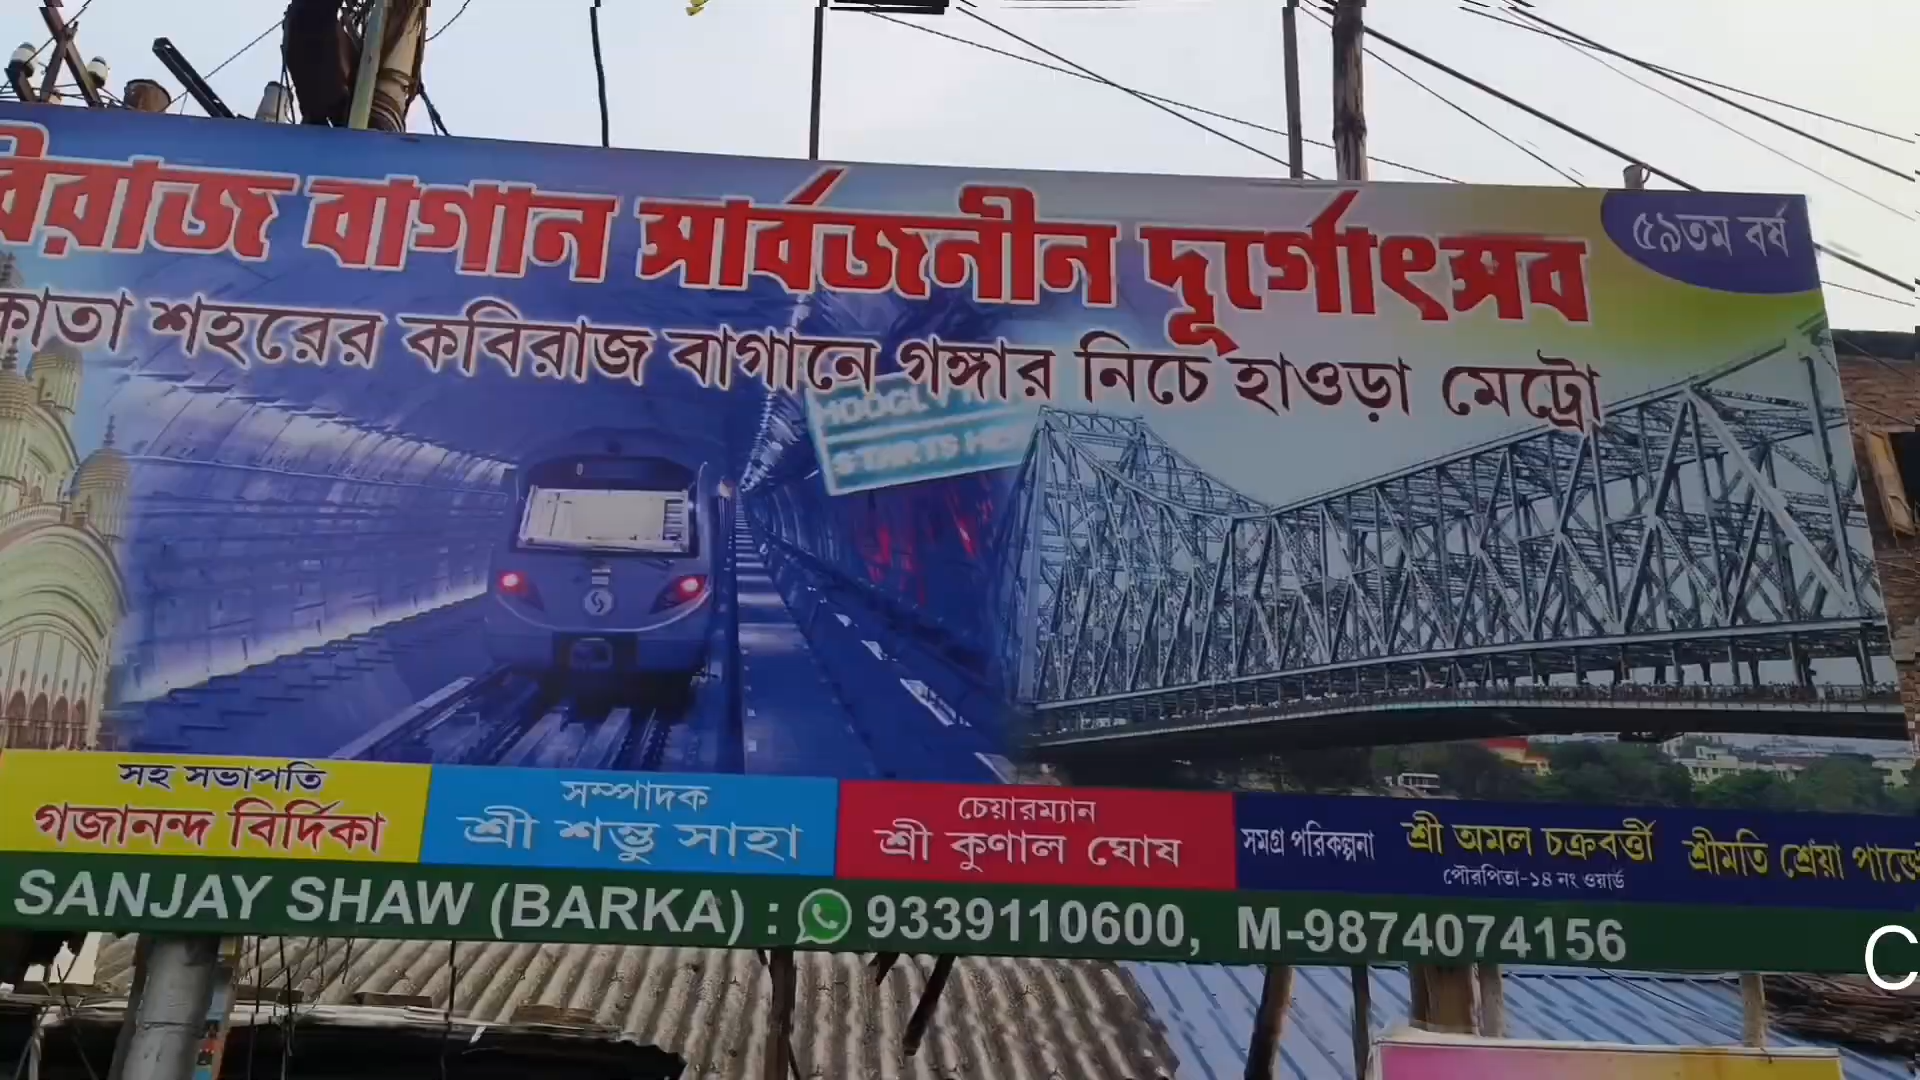 বিরাজ বাগান সার্বজনীন দূর্গোৎসব
৫৯তম বর্ষ
কাতা শহরের কবিরাজ বাগানে গঙ্গার নিচে হাওড়া মেট্রো
STARTS
সহ সভাপতি
গজানন্দ বির্দিকা
সম্পাদক
শ্রী শম্ভু সাহা
চেয়ারম্যান
শ্রী কুণাল ঘোষ
সমগ্র পরিকল্পনা শ্রী অমল চক্রবর্ত্তী শ্রীমতি শ্রেয়া পান্ডে
পৌরপিতা-১৪ নং ওয়ার্ড
SANJAY SHAW (BARKA) : 9339110600, M-9874074156
C